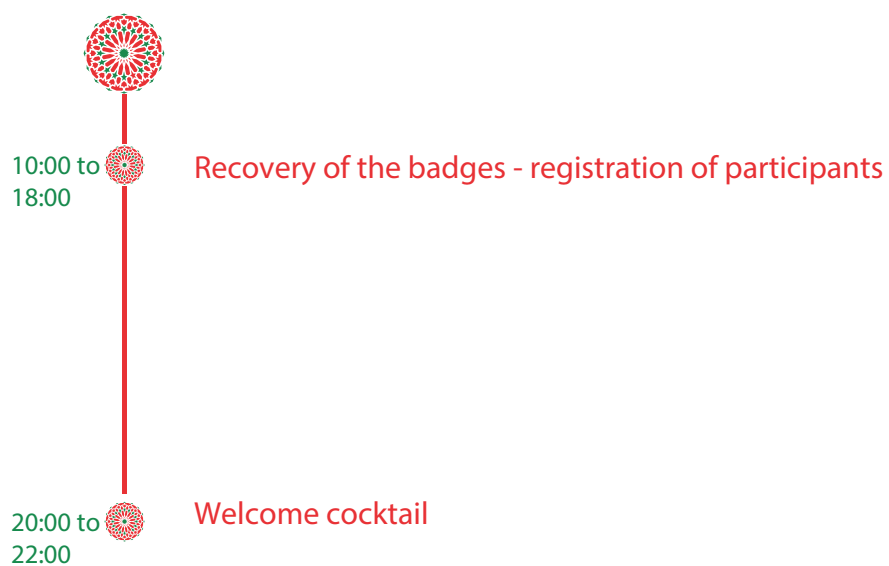 10:00 to
18:00
Recovery of the badges - registration of participants
20:00 to
22:00
Welcome cocktail